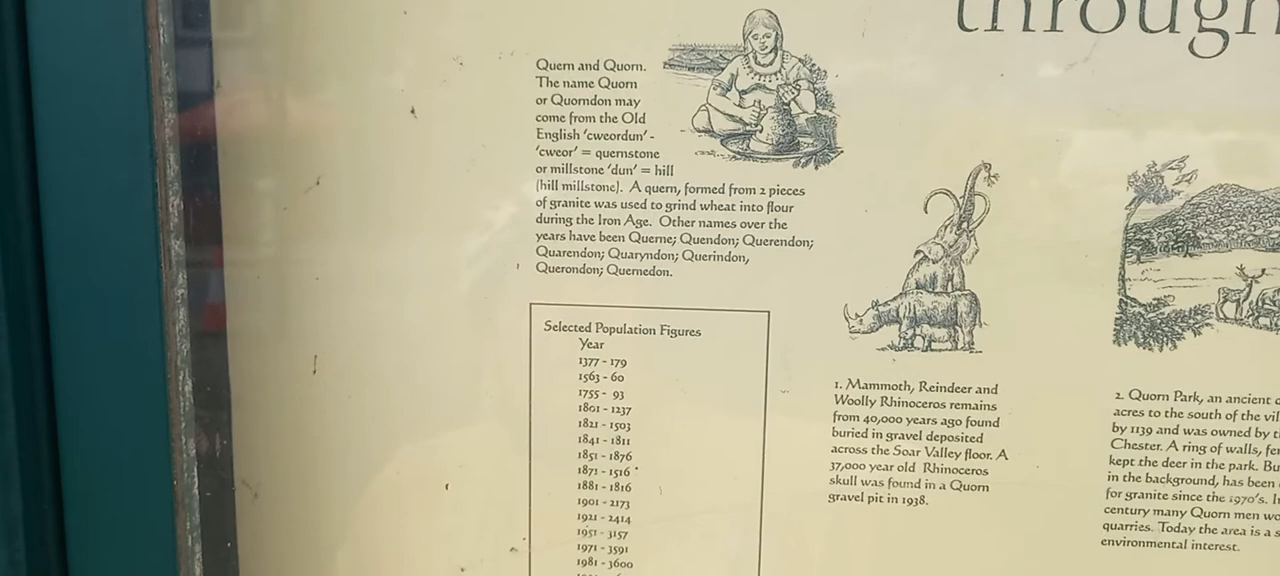 through
Quern and Quorn.
The name Quorn
or Quorndon may
come from the Old
English 'cweordun' -
'cweor' = quernstone
or millstone 'dun' = hill
(hill millstone). A quern, formed from 2 pieces
of granite was used to grind wheat into flour
during the Iron Age. Other names over the
years have been Querne; Quendon; Querendon;
Quarendon; Quaryndon; Querindon,
Querondon; Quernedon.
Selected Population Figures
Year
1377 - 179
1563 - 60
1755 - 93
1801 - 1237
1821 - 1503
1841 - 1811
1851 - 1876
1871 - 1516 *
1881 - 1816
1901 - 2173
1921 - 2414
1951 - 3157
1971 - 3591
1981 - 3600
1. Mammoth, Reindeer and
Woolly Rhinoceros remains
from 40,000 years ago found
buried in gravel deposited
across the Soar Valley floor. A
37,000 year old Rhinoceros
skull was found in a Quorn
gravel pit in 1938.
2. Quorn Park, an ancient
acres to the south of the
by 1139 and was owned by
Chester. A ring of walls,
kept the deer in the park.
in the background, has been
for granite since the 1970's.
century many Quorn men
quarries. Today the area is a
environmental interest.